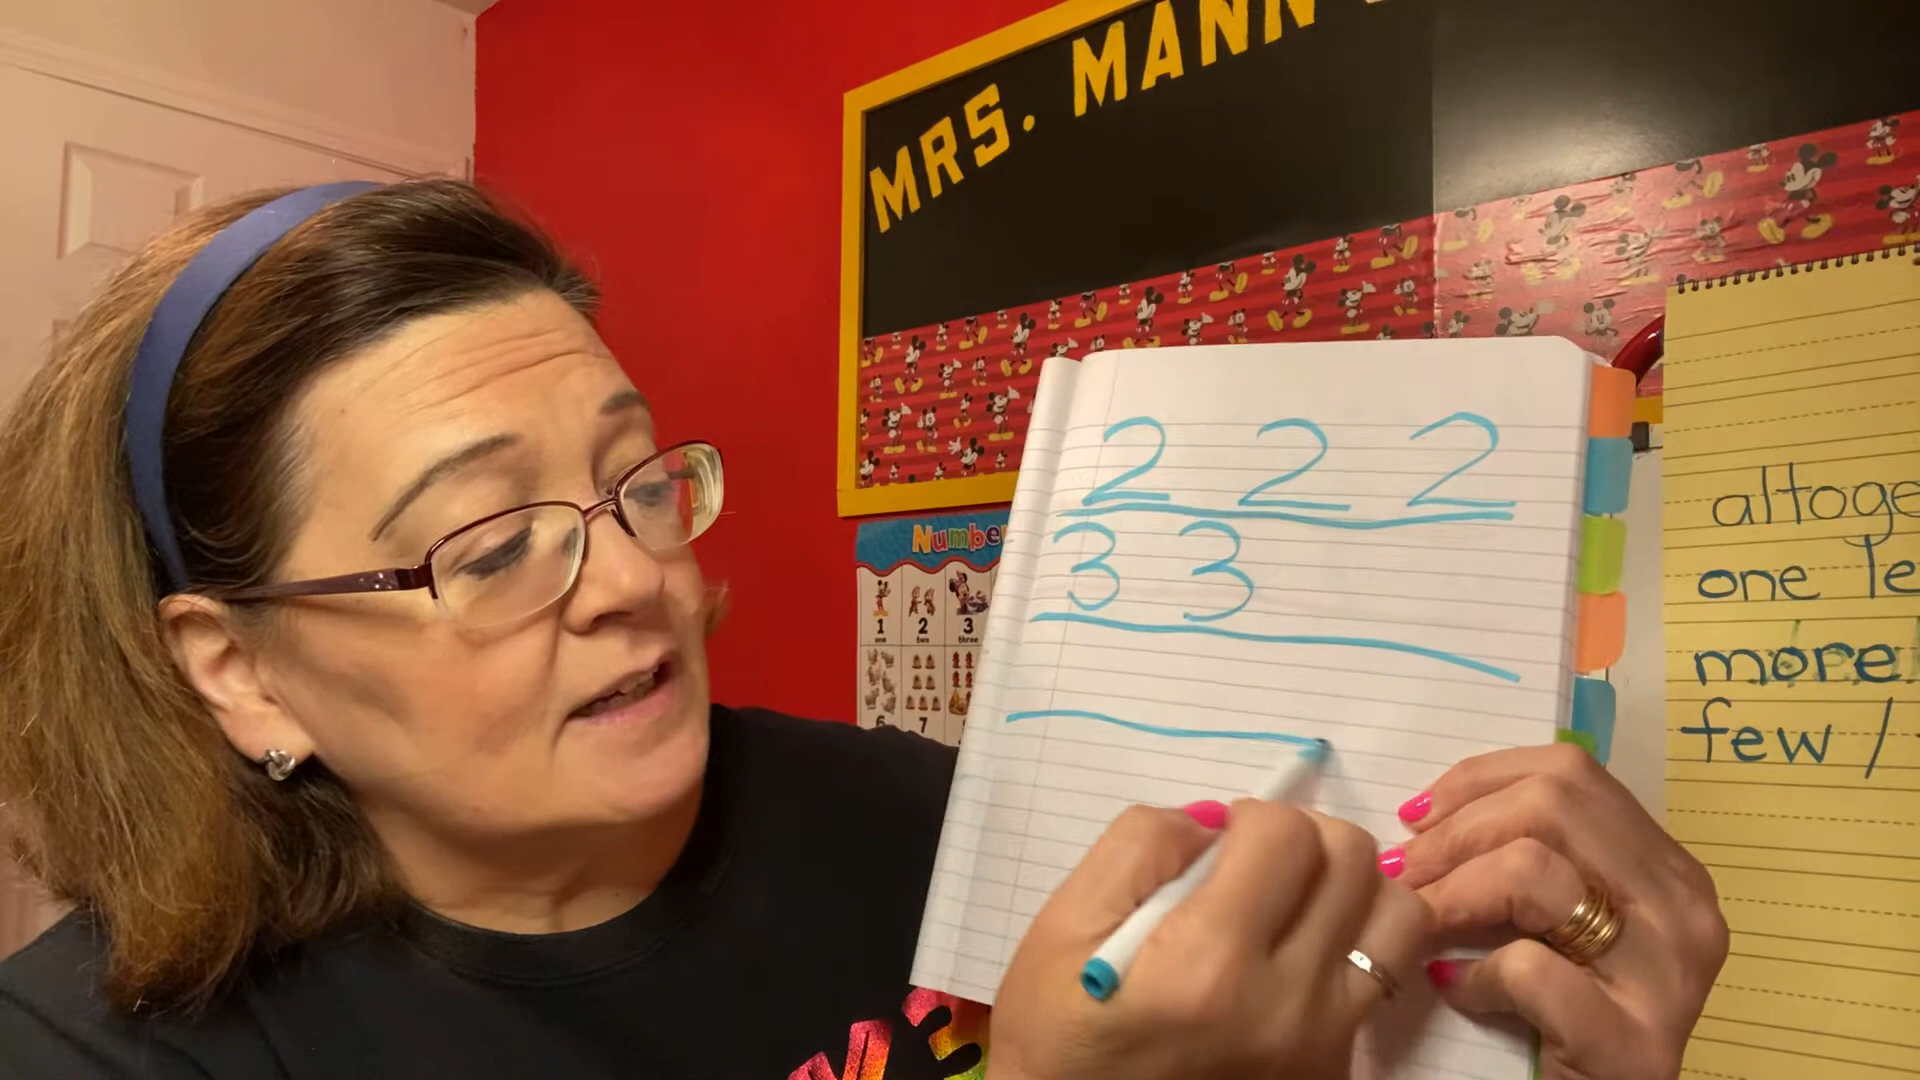 MRS. MANN
Number
1 2 3
one two three
6 7
2 2 2
3 3
altoge
one le
more
few /